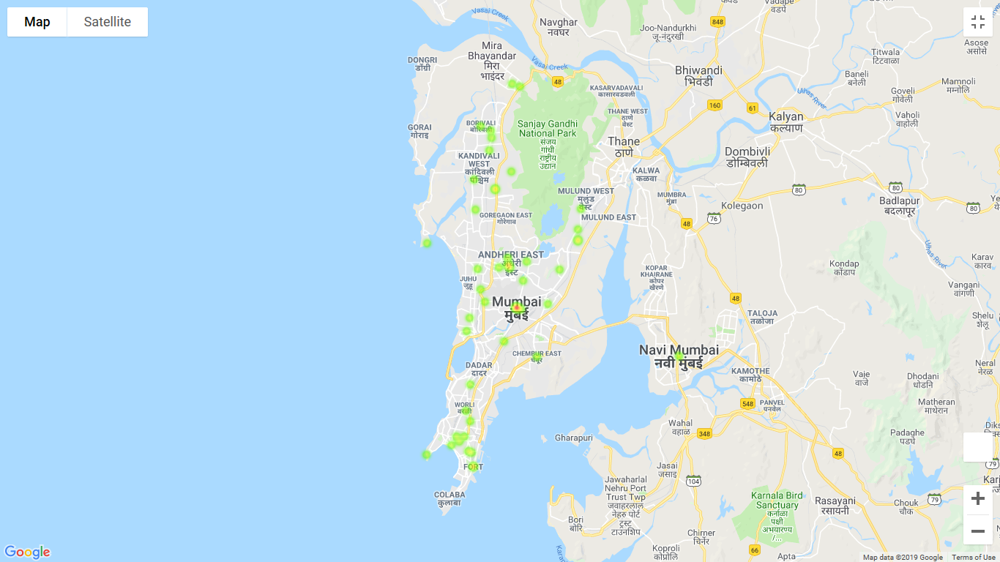 Map
Satellite
Vasai Creek
Navghar
नवघर
848
वडपे
Joo-Nandurkhi
जू-नंदुरखी
Asose
असोसे
Mira
Bhayandar
मिरा
भाइंदर
DONGRI
डोंग्री
Vasai Creek
48
Titwala
टिटवाळा
Bhiwandi
भिवंडी
Baneli
बनेली
Mamnoli
मम्नोली
KASARVADAVALI
कासारवडवली
Ulhas River
Goveli
गोवेली
160
61
THANE WEST
ठाणे
वेस्ट
Kalyan
कल्याण
Vaholi
वाहोली
BORIVALI
बोरिवली
Sanjay Gandhi
National Park
संजय
गांधी
राष्ट्रीय
उद्यान
GORAI
गोराई
Thane
ठाणे
KANDIVALI
WEST
कांदिवली
पश्चिम
Dombivli
डोम्बिवली
KALWA
कळवा
80
80
MULUND WEST
मुलुंड
वेस्ट
MUMBRA
मुंब्रा
Kolegaon
Badlapur
बदलापूर
80
GOREGAON EAST
गोरेगाव
MULUND EAST
48
76
ANDHERI EAST
अंधेरी
ईस्ट
Ulhas River
Karav
कारव
Kondap
कोंडाप
KOPAR
KHAIRANE
कोपर
खैरणे
JUHU
जुहू
Vangani
वांगणी
48
Mumbai
मुंबई
TALOJA
तळोजा
Shelu
शेलू
Navi Mumbai
नवी मुंबई
CHEMBUR EAST
चेंबूर
DADAR
दादर
Neral
नेरळ
KAMOTHE
कामोठे
Vaje
वाजे
Dhodani
धोडनि
548
PANVEL
पनवेल
WORLI
वरळी
Matheran
माथेरान
Wahal
वहाळ
348
Padaghe
पडघे
Gharapuri
48
79
FORT
Jasai
जसाइ
104
Jawaharlal
Nehru Port
Trust Twp
जवाहरलाल
नेहरु पोर्ट
ट्रस्ट
टाउनशिप
COLABA
कुलाबा
Karnala Bird
Sanctuary
कर्नाळा
पक्षी
अभयारण्य
/...
Rasayani
रसायनी
Chouk
चौक
79
Bori
बोरि
Chirner
चिर्नेर
66
Koproli
कोप्रोली
Apta
Google
Map data ©2019 Google
Terms of Use